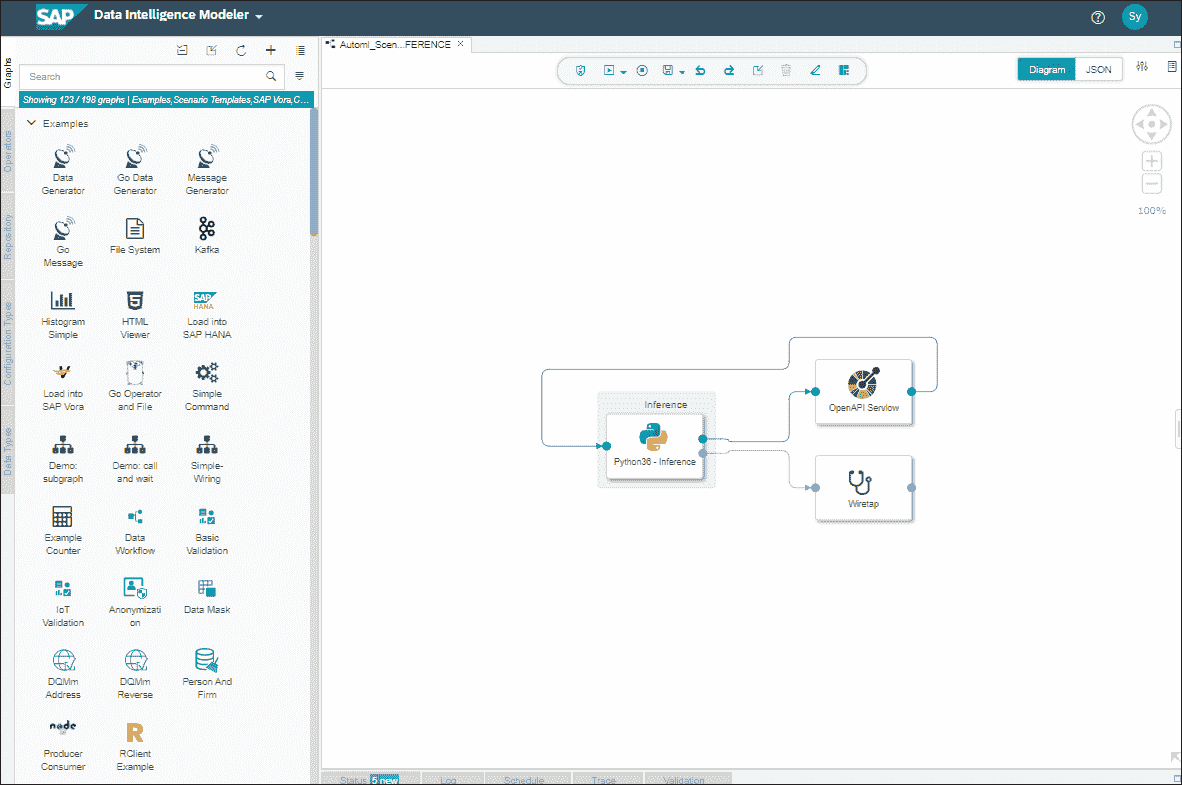 SAP Data Intelligence Modeler
Sy
Graphs
Operators
Repository
Configuration Types
Data Types
Search
Showing 123 / 198 graphs | Examples,Scenario Templates,SAP Vora,C...
Examples
Data
Generator
Go Data
Generator
Message
Generator
Go
Message
File System
Kafka
Histogram
Simple
HTML
Viewer
SAP
HANA
Load into
SAP HANA
Load into
SAP Vora
Go Operator
and File
Simple
Command
Demo:
subgraph
Demo: call
and wait
Simple-
Wiring
Example
Counter
Data
Workflow
Basic
Validation
IoT
Validation
Anonymizati
on
Data Mask
DQMm
Address
DQMm
Reverse
Person And
Firm
node
Producer
Consumer
R
RClient
Example
Automl_Scen...FERENCE ×
Diagram JSON
100%
Inference
Python36 - Inference
OpenAPI Servlow
Wiretap
Status 5 new Log Schedule Trace Validation